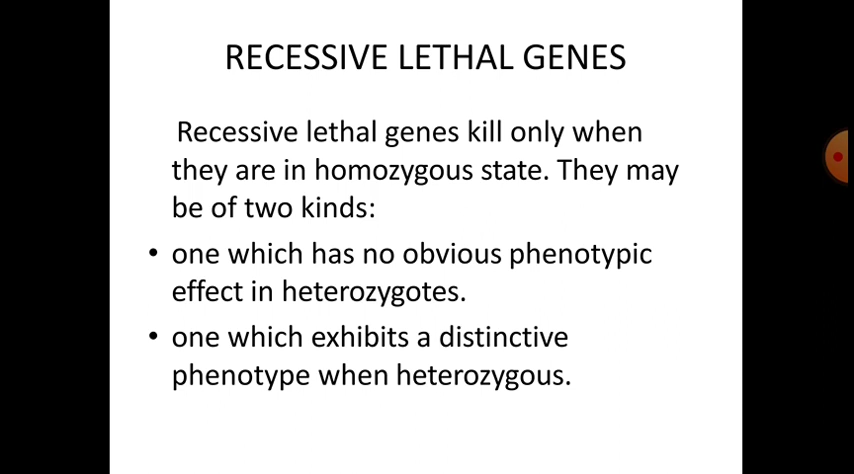 RECESSIVE LETHAL GENES
Recessive lethal genes kill only when
they are in homozygous state. They may
be of two kinds:
• one which has no obvious phenotypic
effect in heterozygotes.
• one which exhibits a distinctive
phenotype when heterozygous.